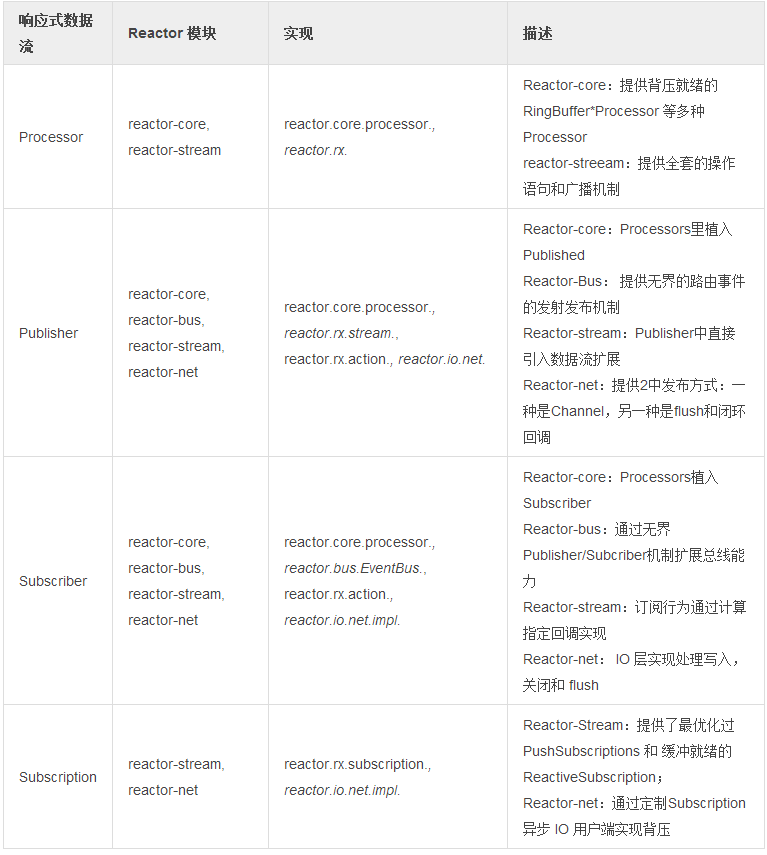 响应式数据
流
Reactor 模块
实现
描述
Processor
reactor-core,
reactor-stream
reactor.core.processor.,
reactor.rx.
Reactor-core：提供背压就绪的
RingBuffer*Processor 等多种
Processor
reactor-streeam：提供全套的操作
语句和广播机制
Publisher
reactor-core,
reactor-bus,
reactor-stream,
reactor-net
reactor.core.processor.,
reactor.rx.stream.,
reactor.rx.action., reactor.io.net.
Reactor-core：Processors里植入
Published
Reactor-Bus： 提供无界的路由事件
的发射发布机制
Reactor-stream：Publisher中直接
引入数据流扩展
Reactor-net：提供2中发布方式：一
种是Channel，另一种是flush和闭环
回调
Subscriber
reactor-core,
reactor-bus,
reactor-stream,
reactor-net
reactor.core.processor.,
reactor.bus.EventBus.,
reactor.rx.action.,
reactor.io.net.impl.
Reactor-core：Processors植入
Subscriber
Reactor-bus：通过无界
Publisher/Subcriber机制扩展总线能
力
Reactor-stream：订阅行为通过计算
指定回调实现
Reactor-net： IO 层实现处理写入，
关闭和 flush
Subscription
reactor-stream,
reactor-net
reactor.rx.subscription.,
reactor.io.net.impl.
Reactor-Stream：提供了最优化过
PushSubscriptions 和 缓冲就绪的
ReactiveSubscription；
Reactor-net：通过定制Subscription
异步 IO 用户端实现背压